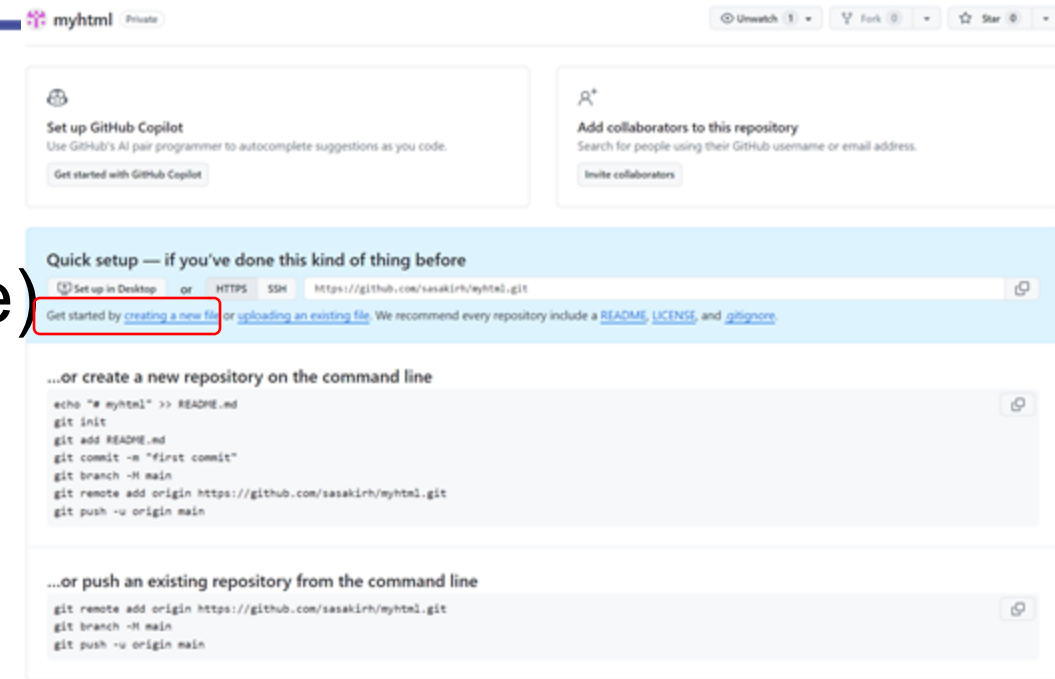 myhtml Private
Unwatch 1 Fork 0 Star 0
Set up GitHub Copilot
Use GitHub's AI pair programmer to autocomplete suggestions as you code.
Get started with GitHub Copilot
Add collaborators to this repository
Search for people using their GitHub username or email address.
Invite collaborators
e)
Quick setup — if you've done this kind of thing before
Set up in Desktop or HTTPS SSH https://github.com/sasakirh/myhtml.git
Get started by creating a new file or uploading an existing file. We recommend every repository include a README, LICENSE, and .gitignore.
...or create a new repository on the command line
echo "# myhtml" >> README.md
git init
git add README.md
git commit -m "first commit"
git branch -M main
git remote add origin https://github.com/sasakirh/myhtml.git
git push -u origin main
...or push an existing repository from the command line
git remote add origin https://github.com/sasakirh/myhtml.git
git branch -M main
git push -u origin main